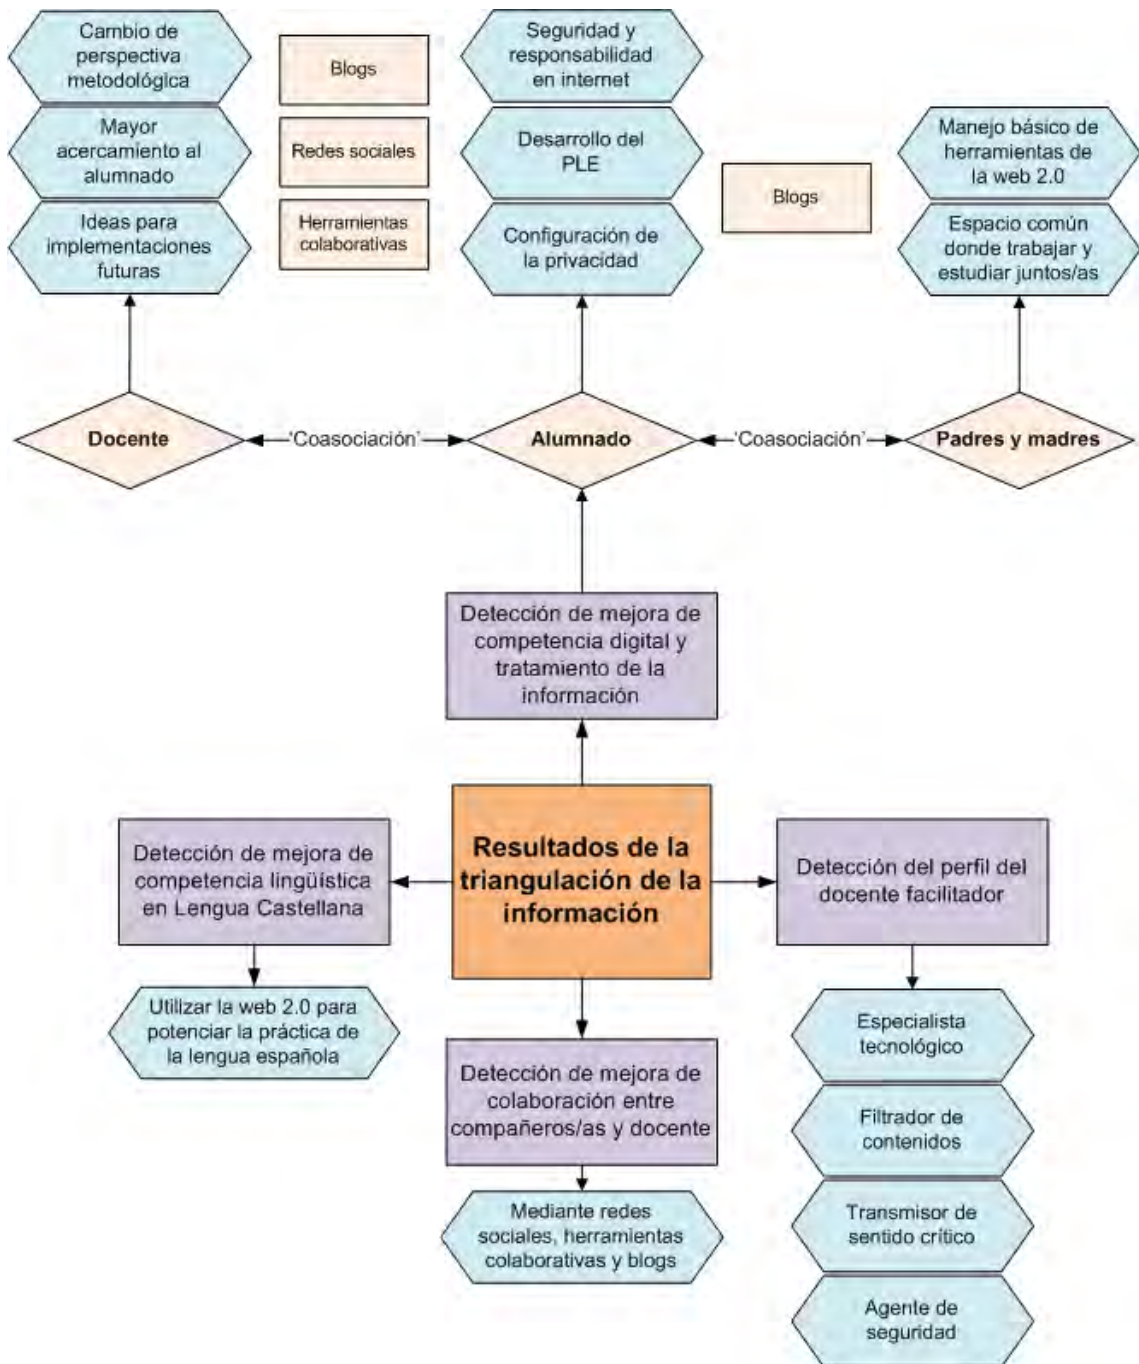 Cambio de
perspectiva
metodológica
Mayor
acercamiento al
alumnado
Ideas para
implementaciones
futuras
Blogs
Redes sociales
Herramientas
colaborativas
Seguridad y
responsabilidad
en internet
Desarrollo del
PLE
Configuración de
la privacidad
Blogs
Manejo básico de
herramientas de
la web 2.0
Espacio común
donde trabajar y
estudiar juntos/as
Docente
'Coasociación'
Alumnado
'Coasociación'
Padres y madres
Detección de mejora de
competencia digital y
tratamiento de la
información
Resultados de la
triangulación de la
información
Detección de mejora de
competencia lingüística
en Lengua Castellana
Utilizar la web 2.0 para
potenciar la práctica de
la lengua española
Detección de mejora de
colaboración entre
compañeros/as y docente
Mediante redes
sociales, herramientas
colaborativas y blogs
Detección del perfil del
docente facilitador
Especialista
tecnológico
Filtrador de
contenidos
Transmisor de
sentido crítico
Agente de
seguridad